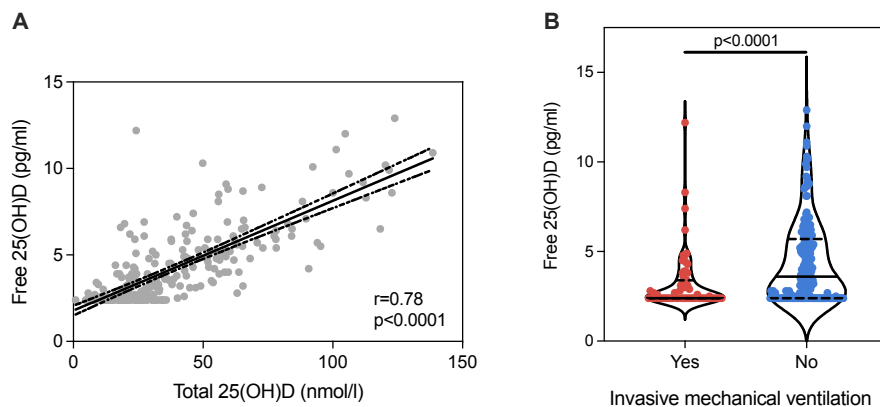 A
Free 25(OH)D (pg/ml)
15
10
5
0
0 50 100 150
Total 25(OH)D (nmol/l)
r=0.78
p<0.0001
B
Free 25(OH)D (pg/ml)
15
10
5
0
p<0.0001
Yes No
Invasive mechanical ventilation